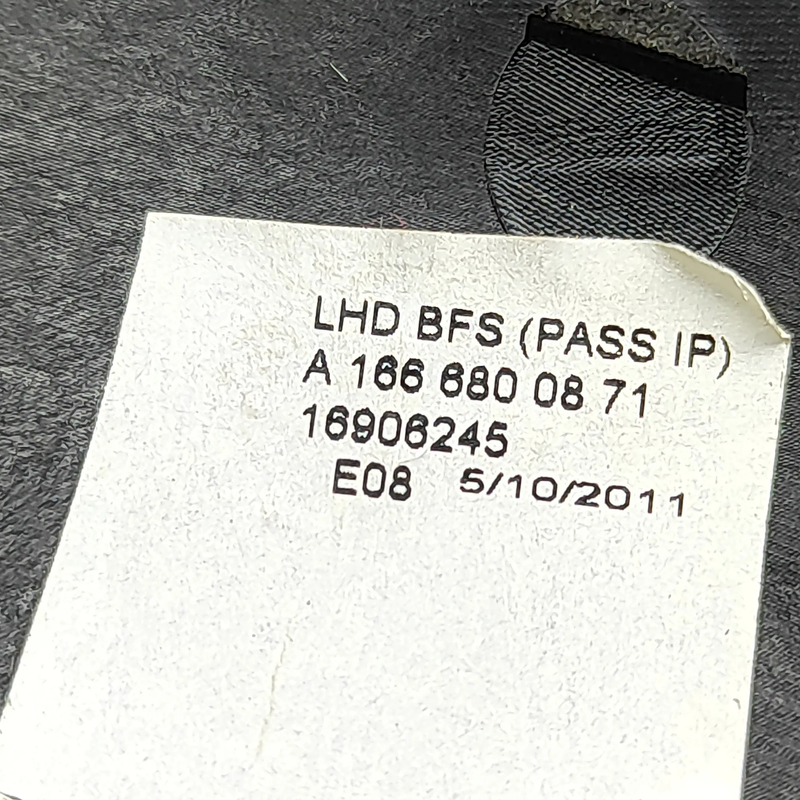 LHD BFS (PASS IP)
A 166 680 08 71
16906245
E08 5/10/2011